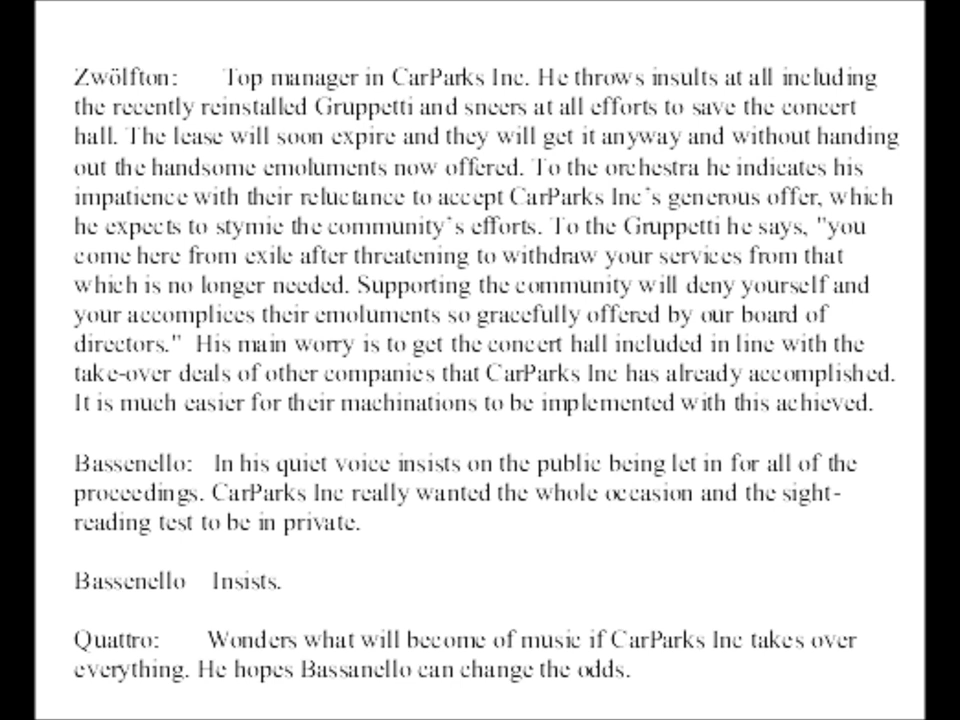 Zwölfton: Top manager in CarParks Inc. He throws insults at all including
the recently reinstalled Gruppetti and sneers at all efforts to save the concert
hall. The lease will soon expire and they will get it anyway and without handing
out the handsome emoluments now offered. To the orchestra he indicates his
impatience with their reluctance to accept CarParks Inc's generous offer, which
he expects to stymie the community's efforts. To the Gruppetti he says, "you
come here from exile after threatening to withdraw your services from that
which is no longer needed. Supporting the community will deny yourself and
your accomplices their emoluments so gracefully offered by our board of
directors." His main worry is to get the concert hall included in line with the
take-over deals of other companies that CarParks Inc has already accomplished.
It is much easier for their machinations to be implemented with this achieved.
Bassenello: In his quiet voice insists on the public being let in for all of the
proceedings. CarParks Inc really wanted the whole occasion and the sight-
reading test to be in private.
Bassenello Insists.
Quattro: Wonders what will become of music if CarParks Inc takes over
everything. He hopes Bassanello can change the odds.